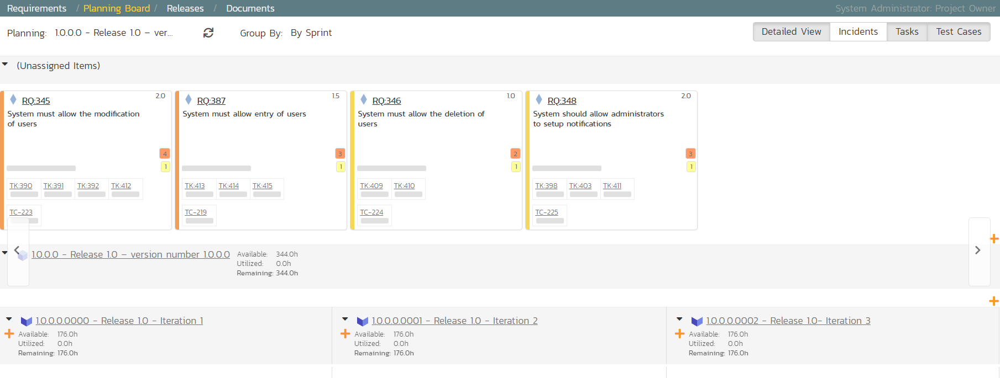 Requirements / Planning Board / Releases / Documents System Administrator: Project Owner
Planning: 1.0.0.0 - Release 1.0 – ver... Group By: By Sprint Detailed View Incidents Tasks Test Cases
(Unassigned Items)
RQ:345 2.0
System must allow the modification
of users
4
1
TK:390 TK:391 TK:392 TK:412
TC-223
RQ:387 1.5
System must allow entry of users
3
1
TK:413 TK:414 TK:415
TC-219
RQ:346 1.0
System must allow the deletion of
users
2
1
TK:409 TK:410
TC-224
RQ:348 2.0
System should allow administrators
to setup notifications
3
1
TK:398 TK:403 TK:411
TC-225
1.0.0.0 - Release 1.0 – version number 1.0.0.0
Available: 344.0h
Utilized: 0.0h
Remaining: 344.0h
1.0.0.0.0000 - Release 1.0 - Iteration 1
Available: 176.0h
Utilized: 0.0h
Remaining: 176.0h
1.0.0.0.0001 - Release 1.0 - Iteration 2
Available: 176.0h
Utilized: 0.0h
Remaining: 176.0h
1.0.0.0.0002 - Release 1.0- Iteration 3
Available: 176.0h
Utilized: 0.0h
Remaining: 176.0h